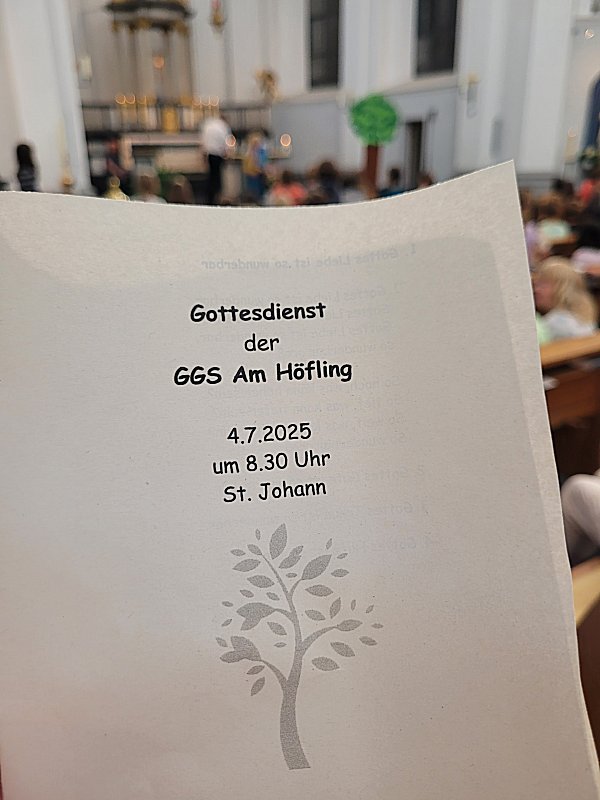 Gottesdienst
der
GGS Am Höfling
4.7.2025
um 8.30 Uhr
St. Johann